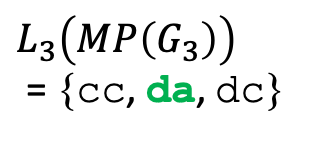 L₃(MP(G₃))
= {cc, da, dc}